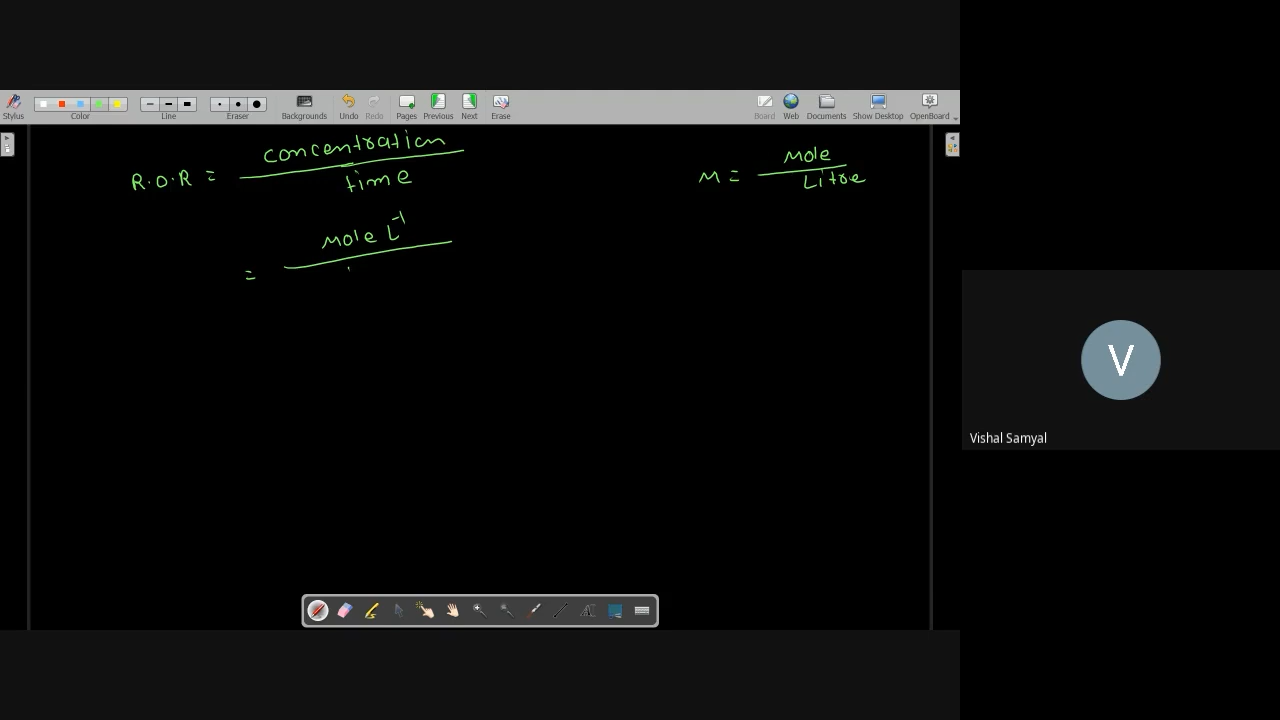 Stylus Color Line Eraser Backgrounds Undo Redo Pages Previous Next Erase Board Web Documents Show Desktop OpenBoard
R.O.R = concentration / time
M = Mole / Litre
= Mole L⁻¹
V
Vishal Samyal